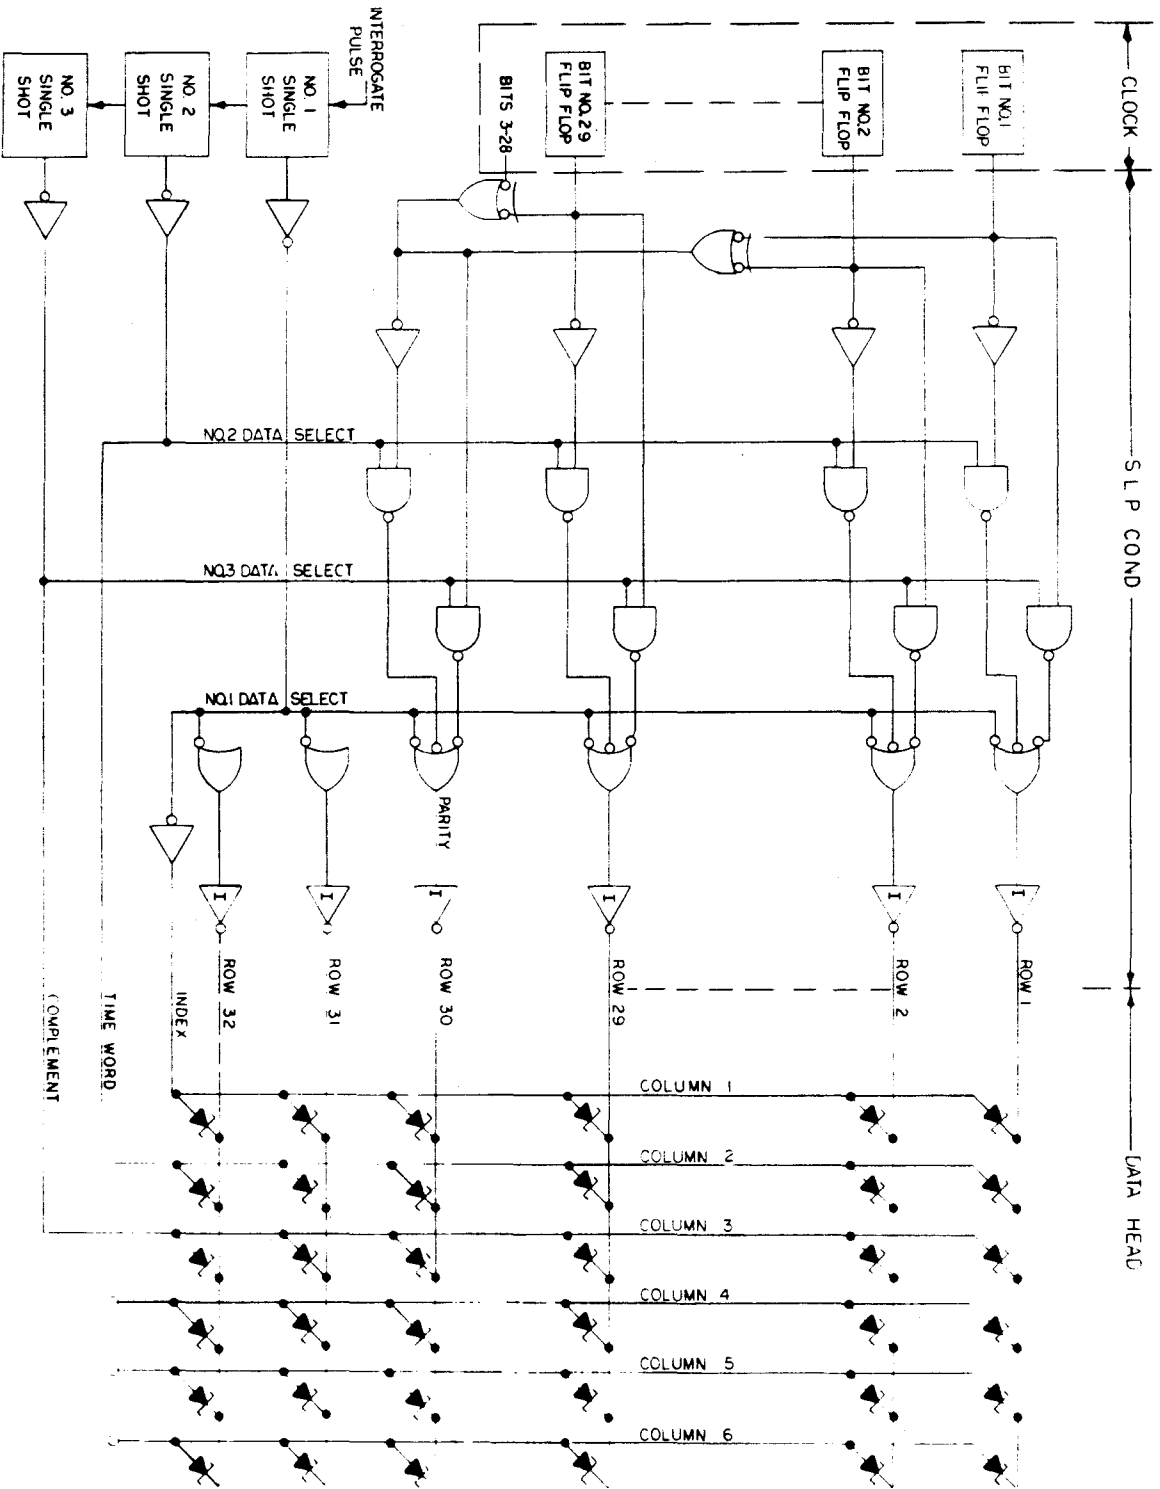 CLOCK
S L P COND
DATA HEAD
INTERROGATE
PULSE
NO. 1
SINGLE
SHOT
NO. 2
SINGLE
SHOT
NO. 3
SINGLE
SHOT
BITS 3-28
BIT NO. 29
FLIP FLOP
BIT NO. 2
FLIP FLOP
BIT NO. 1
FLIP FLOP
NO.2 DATA SELECT
NO.3 DATA SELECT
NO.1 DATA SELECT
PARITY
I
I
I
I
I
I
ROW 1
ROW 2
ROW 29
ROW 30
ROW 31
ROW 32
INDEX
TIME WORD
COMPLEMENT
COLUMN 1
COLUMN 2
COLUMN 3
COLUMN 4
COLUMN 5
COLUMN 6